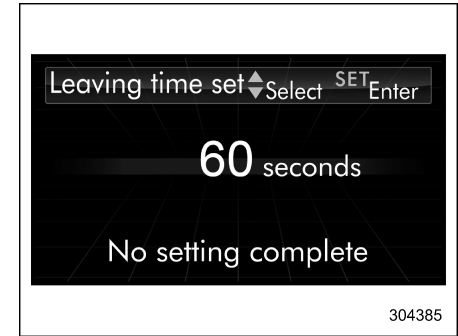 Leaving time set Select SET Enter
60 seconds
No setting complete
304385